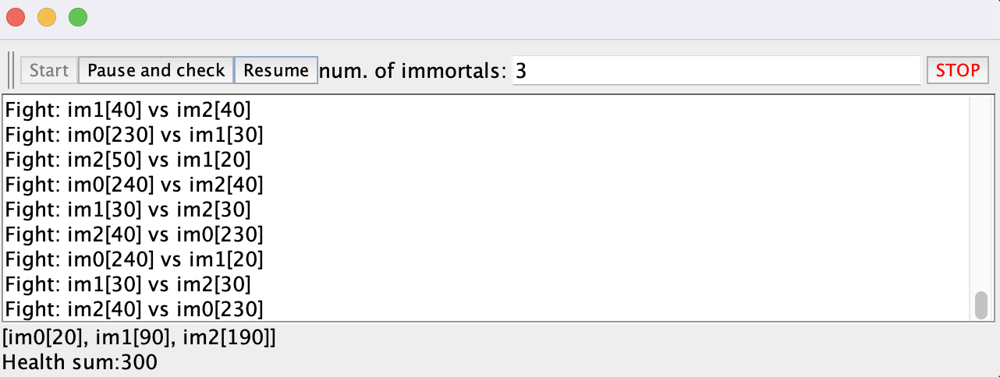 Start Pause and check Resume num. of immortals: 3 STOP
Fight: im1[40] vs im2[40]
Fight: im0[230] vs im1[30]
Fight: im2[50] vs im1[20]
Fight: im0[240] vs im2[40]
Fight: im1[30] vs im2[30]
Fight: im2[40] vs im0[230]
Fight: im0[240] vs im1[20]
Fight: im1[30] vs im2[30]
Fight: im2[40] vs im0[230]
[im0[20], im1[90], im2[190]]
Health sum:300